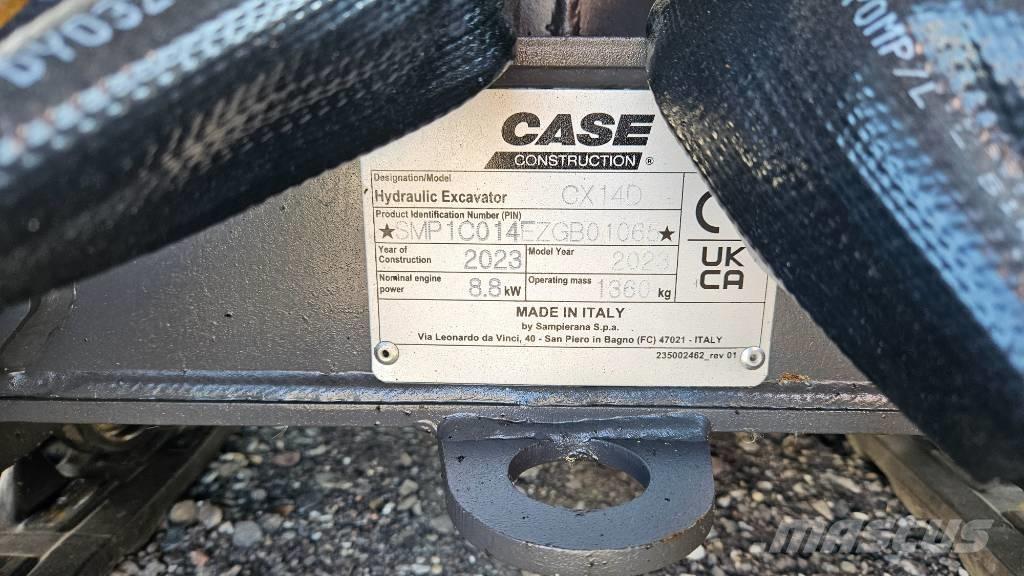 DY032
YOMP/L
CASE
CONSTRUCTION ®
Designation/Model
Hydraulic Excavator CX14D
Product Identification Number (PIN)
★SMP1C014EZGB01065★
Year of Construction 2023 Model Year 2023
Nominal engine power 8.8 kW Operating mass 1360 kg
UK
CA
MADE IN ITALY
by Sampierana S.p.a.
Via Leonardo da Vinci, 40 - San Piero in Bagno (FC) 47021 - ITALY
235002462_rev 01
MASCUS